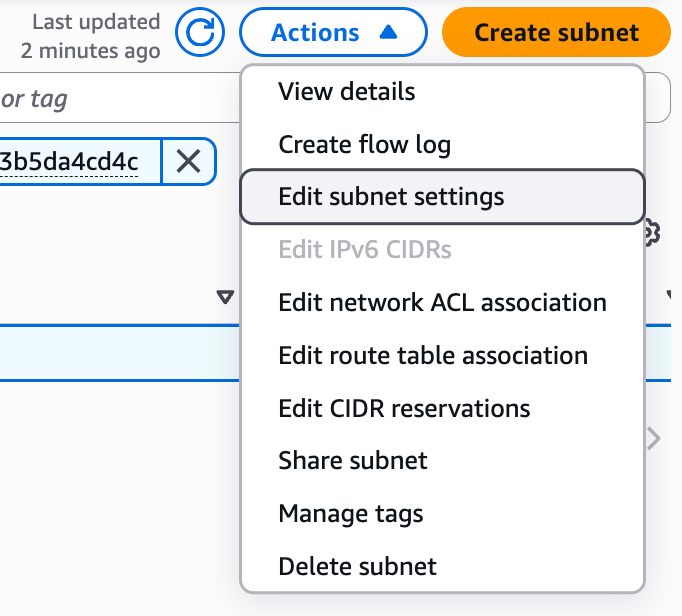 Last updated
2 minutes ago
Actions
Create subnet
or tag
3b5da4cd4c
View details
Create flow log
Edit subnet settings
Edit IPv6 CIDRs
Edit network ACL association
Edit route table association
Edit CIDR reservations
Share subnet
Manage tags
Delete subnet